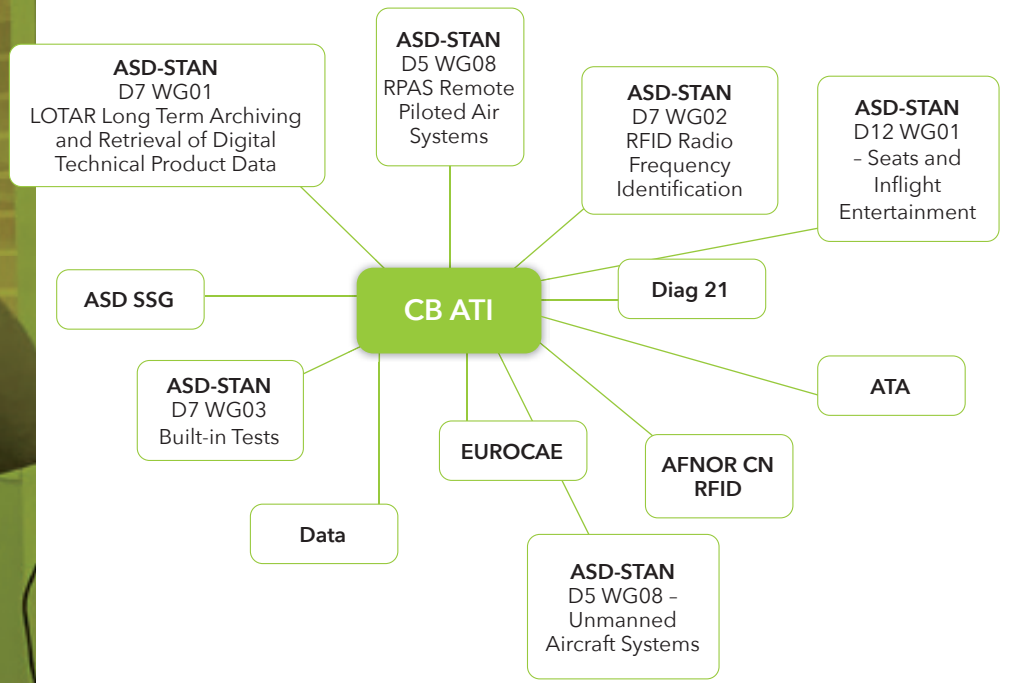 ASD-STAN
D7 WG01
LOTAR Long Term Archiving
and Retrieval of Digital
Technical Product Data
ASD-STAN
D5 WG08
RPAS Remote
Piloted Air
Systems
ASD-STAN
D7 WG02
RFID Radio
Frequency
Identification
ASD-STAN
D12 WG01
– Seats and
Inflight
Entertainment
ASD SSG
CB ATI
Diag 21
ASD-STAN
D7 WG03
Built-in Tests
ATA
EUROCAE
AFNOR CN
RFID
Data
ASD-STAN
D5 WG08 –
Unmanned
Aircraft Systems